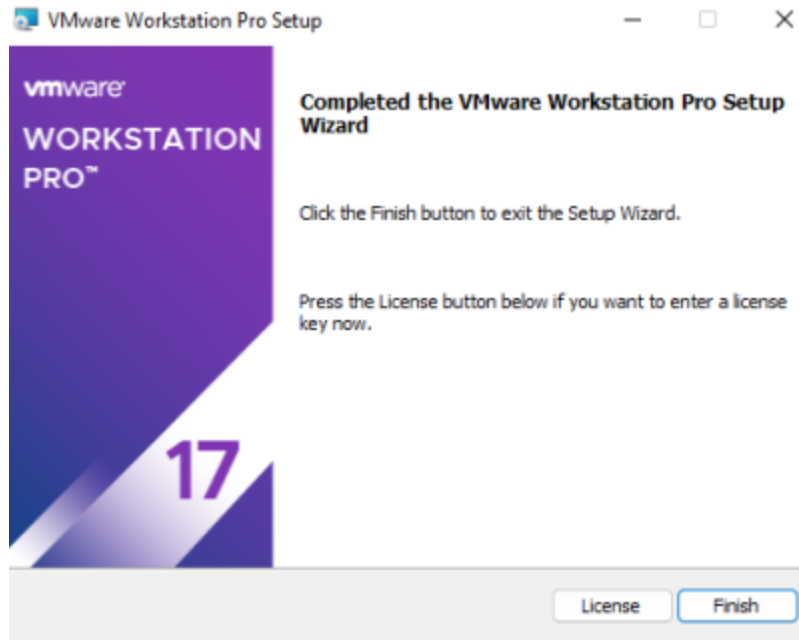 VMware Workstation Pro Setup
vmware®
WORKSTATION
PRO™
Completed the VMware Workstation Pro Setup
Wizard
Click the Finish button to exit the Setup Wizard.
Press the License button below if you want to enter a license
key now.
17
License
Finish